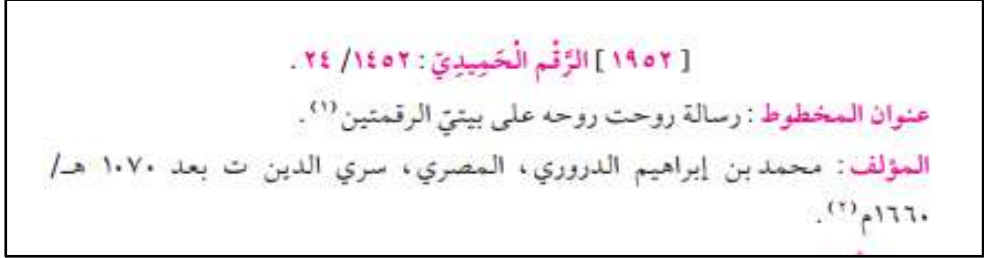 [ ١٩٥٢ ] الرَّقْم الْحَمِيدِيّ : ١٤٥٢/ ٢٤ .
عنوان المخطوط : رسالة روحت روحه على بيتيّ الرقمتين(١) .
المؤلف : محمد بن إبراهيم الدروري، المصري، سري الدين ت بعد ١٠٧٠ هـ/
١٦٦٠م(٢) .